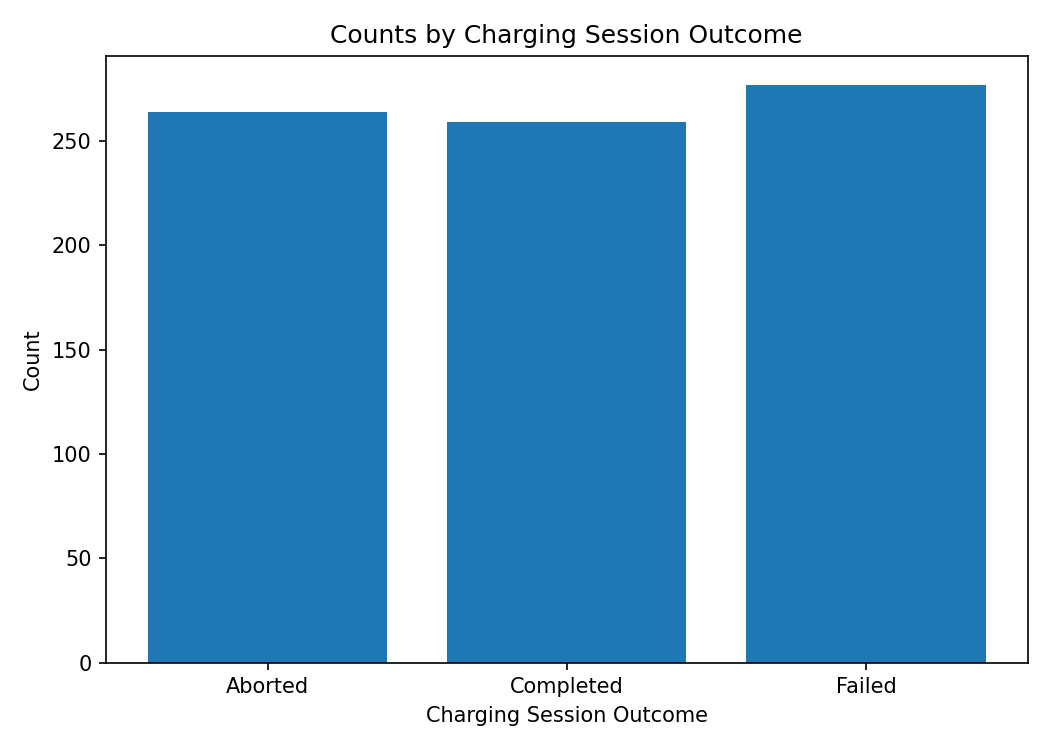 Counts by Charging Session Outcome
250
200
150
100
50
0
Count
Aborted Completed Failed
Charging Session Outcome